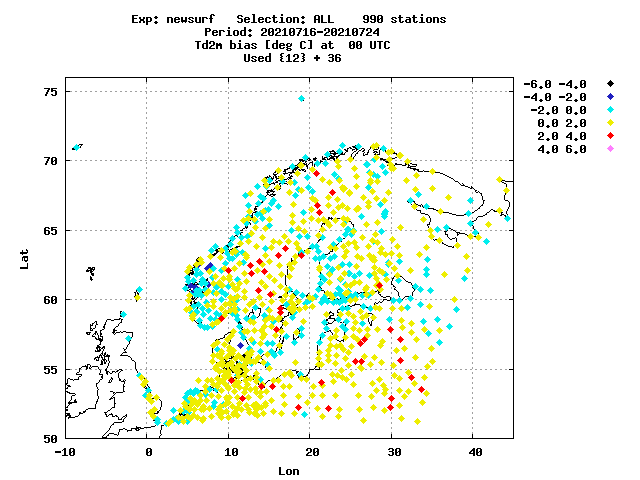 Exp: newsurf   Selection: ALL    990 stations
Period: 20210716-20210724
Td2m bias [deg C] at  00 UTC
Used {12} + 36
-6.0 -4.0
-4.0 -2.0
-2.0 0.0
0.0 2.0
2.0 4.0
4.0 6.0
75
70
65
60
55
50
Lat
-10 0 10 20 30 40
Lon